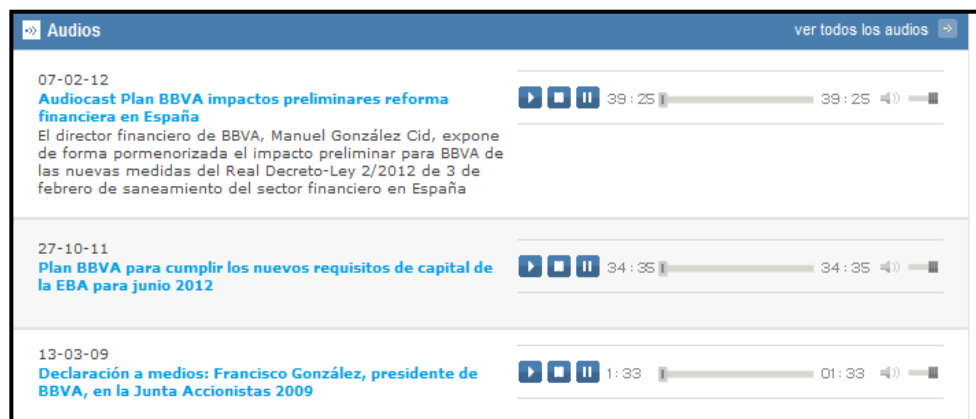 Audios
ver todos los audios
07-02-12
Audiocast Plan BBVA impactos preliminares reforma
financiera en España
El director financiero de BBVA, Manuel González Cid, expone
de forma pormenorizada el impacto preliminar para BBVA de
las nuevas medidas del Real Decreto-Ley 2/2012 de 3 de
febrero de saneamiento del sector financiero en España
39:25
39:25
27-10-11
Plan BBVA para cumplir los nuevos requisitos de capital de
la EBA para junio 2012
34:35
34:35
13-03-09
Declaración a medios: Francisco González, presidente de
BBVA, en la Junta Accionistas 2009
1:33
01:33